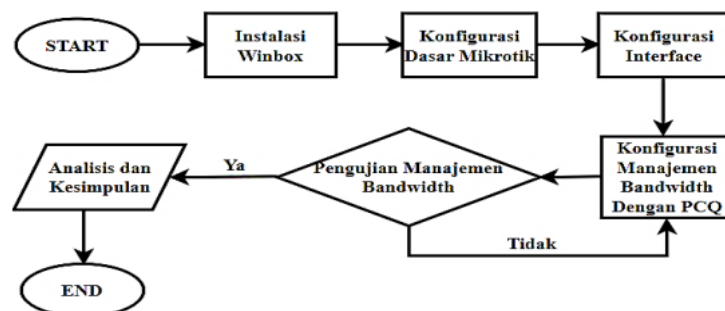 START
Instalasi
Winbox
Konfigurasi
Dasar Mikrotik
Konfigurasi
Interface
Konfigurasi
Manajemen
Bandwidth
Dengan PCQ
Pengujian Manajemen
Bandwidth
Tidak
Ya
Analisis dan
Kesimpulan
END